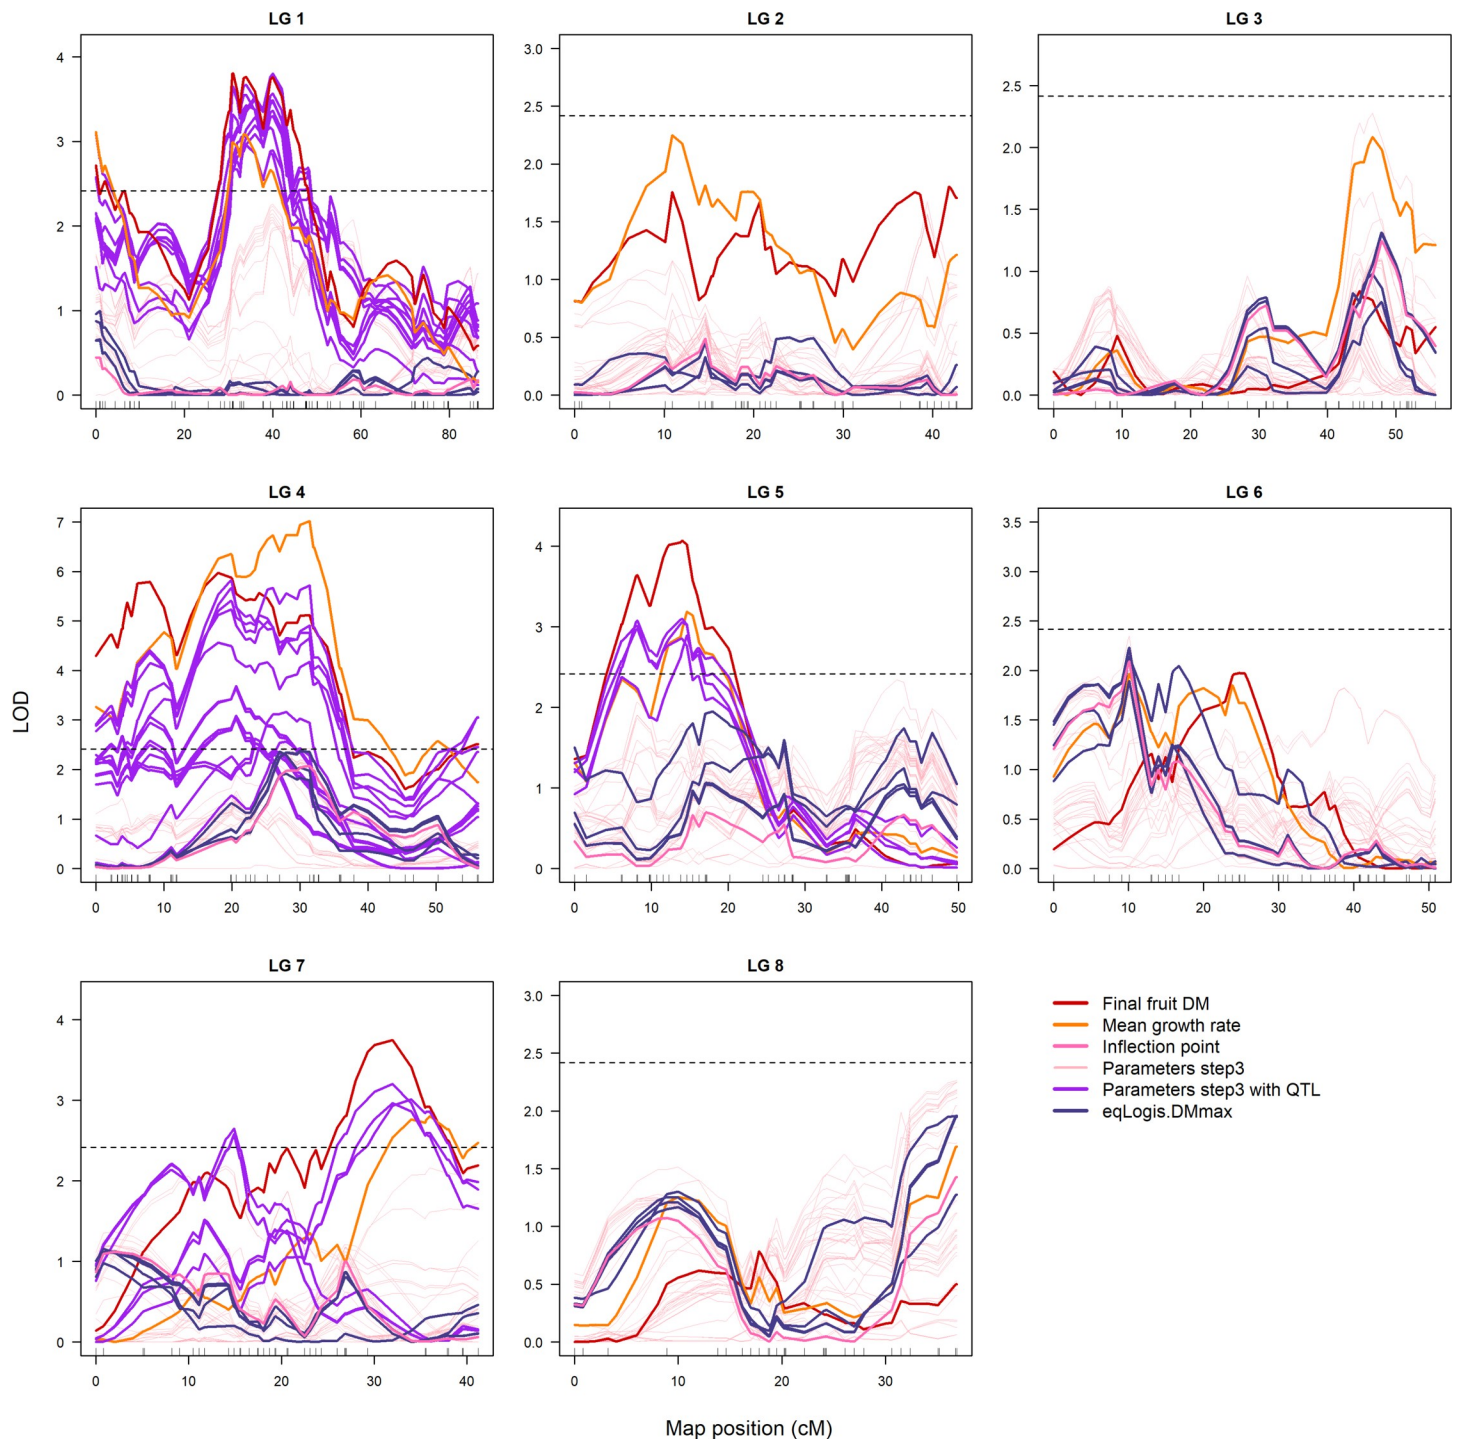 LG 1
4
3
2
1
0
0 20 40 60 80
LG 2
3.0
2.5
2.0
1.5
1.0
0.5
0.0
0 10 20 30 40
LG 3
2.5
2.0
1.5
1.0
0.5
0.0
0 10 20 30 40 50
LOD
LG 4
7
6
5
4
3
2
1
0
0 10 20 30 40 50
LG 5
4
3
2
1
0
0 10 20 30 40 50
LG 6
3.5
3.0
2.5
2.0
1.5
1.0
0.5
0.0
0 10 20 30 40 50
LG 7
4
3
2
1
0
0 10 20 30 40
LG 8
3.0
2.5
2.0
1.5
1.0
0.5
0.0
0 10 20 30
Final fruit DM
Mean growth rate
Inflection point
Parameters step3
Parameters step3 with QTL
eqLogis.DMmax
Map position (cM)